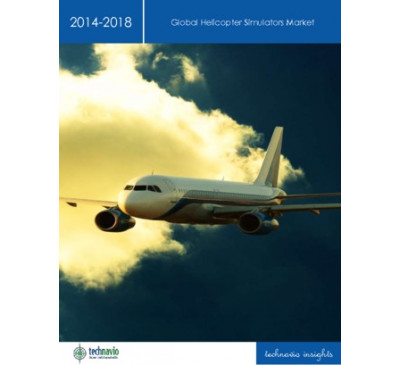 2014-2018
Global Helicopter Simulators Market
technavio
technavio insights